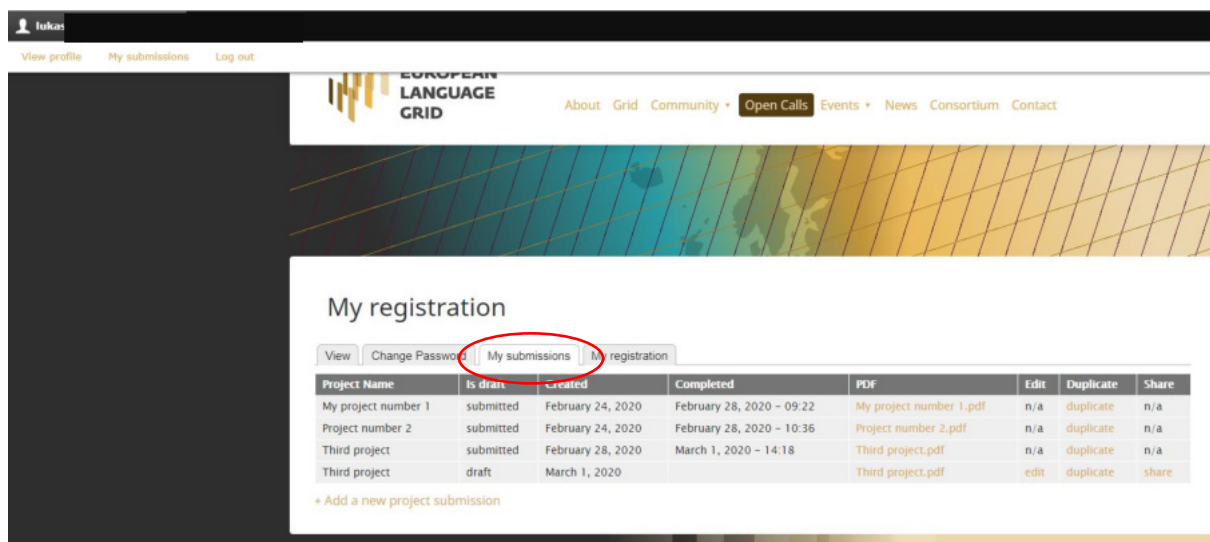 lukas
View profile My submissions Log out
EUROPEAN
LANGUAGE
GRID
About Grid Community Open Calls Events News Consortium Contact
My registration
View Change Password My submissions My registration
Project Name Is draft Created Completed PDF Edit Duplicate Share
My project number 1 submitted February 24, 2020 February 28, 2020 - 09:22 My project number 1.pdf n/a duplicate n/a
Project number 2 submitted February 24, 2020 February 28, 2020 - 10:36 Project number 2.pdf n/a duplicate n/a
Third project submitted February 28, 2020 March 1, 2020 - 14:18 Third project.pdf n/a duplicate n/a
Third project draft March 1, 2020 Third project.pdf edit duplicate share
+ Add a new project submission